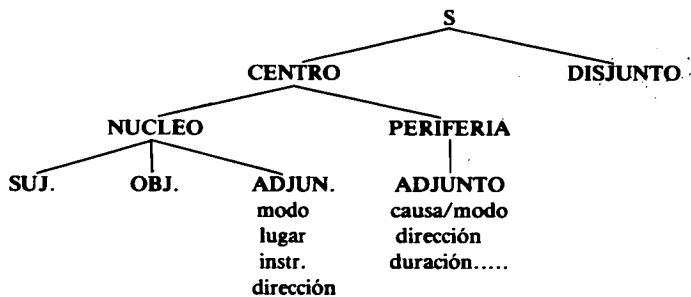 S
CENTRO DISJUNTO
NUCLEO PERIFERIA
SUJ. OBJ. ADJUN. ADJUNTO
modo causa/modo
lugar dirección
instr. duración.....
dirección